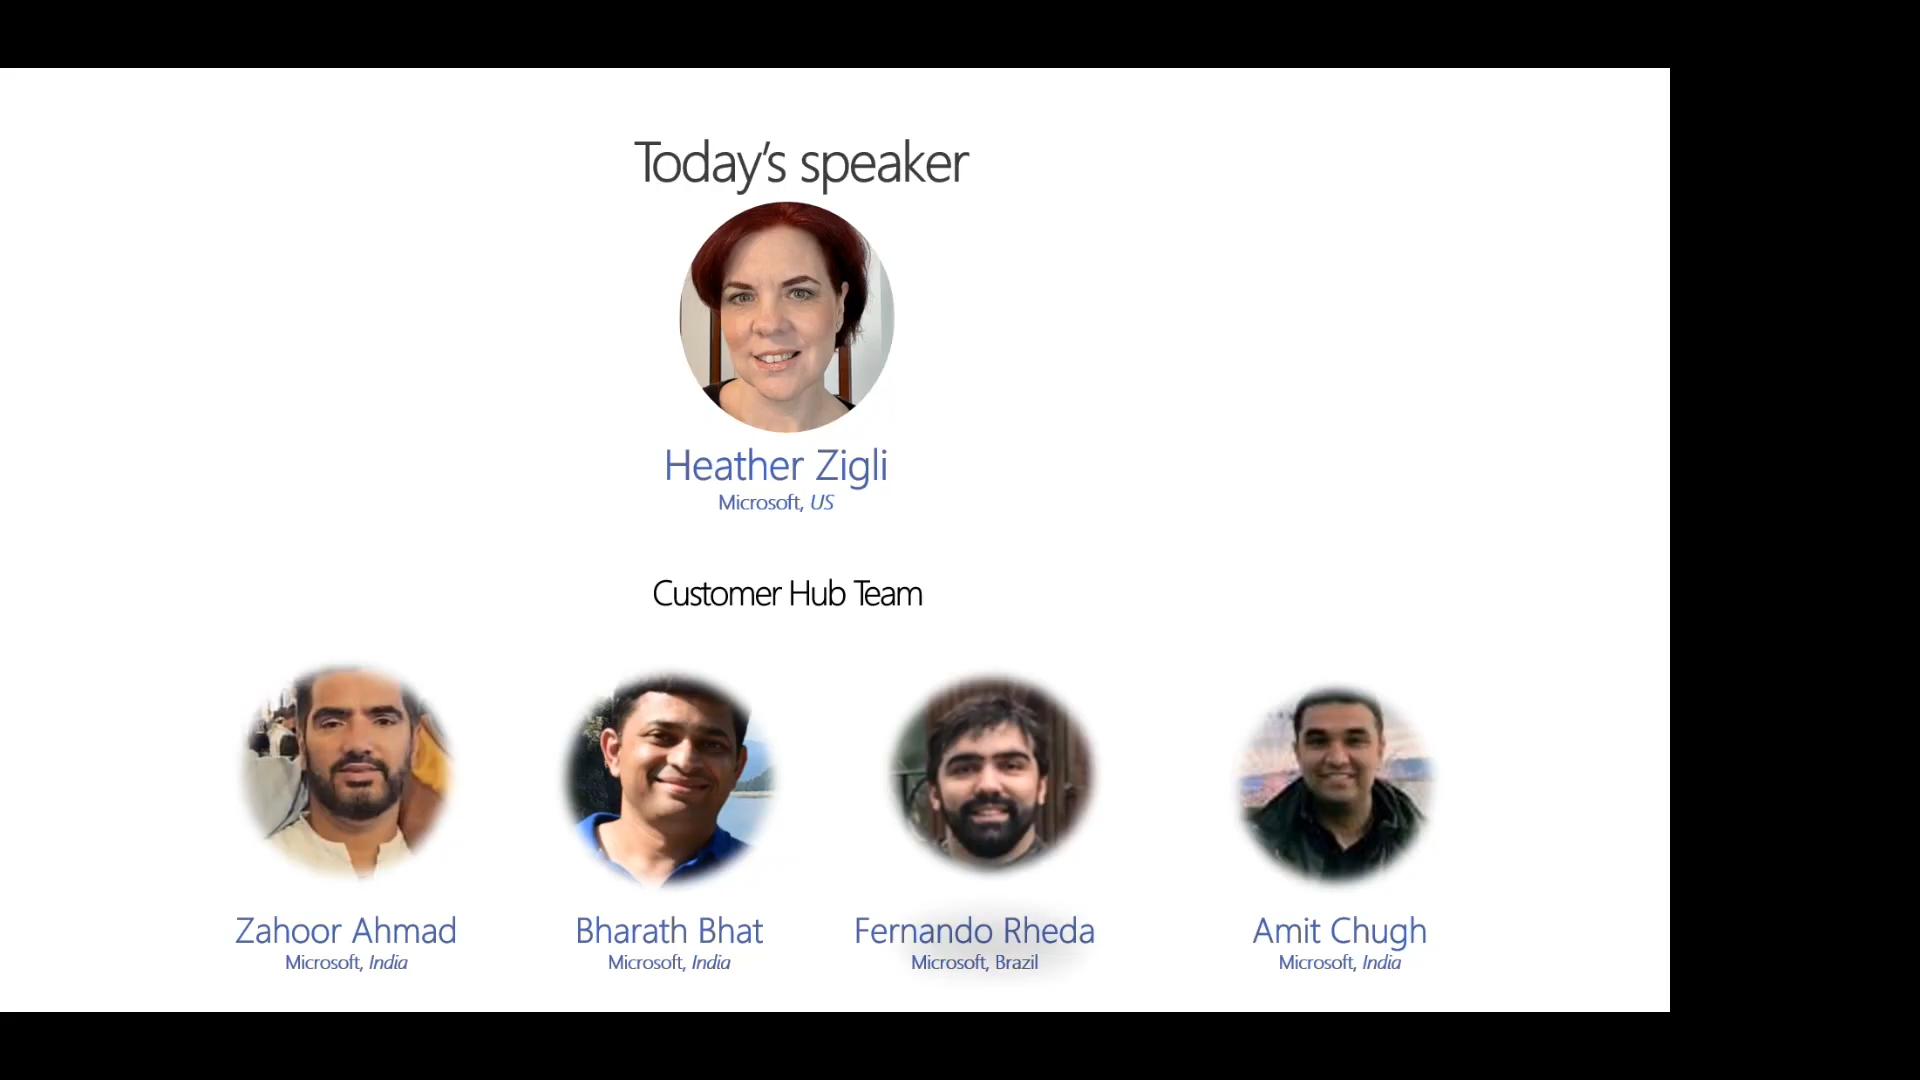 Today's speaker
Heather Zigli
Microsoft, US
Customer Hub Team
Zahoor Ahmad
Microsoft, India
Bharath Bhat
Microsoft, India
Fernando Rheda
Microsoft, Brazil
Amit Chugh
Microsoft, India